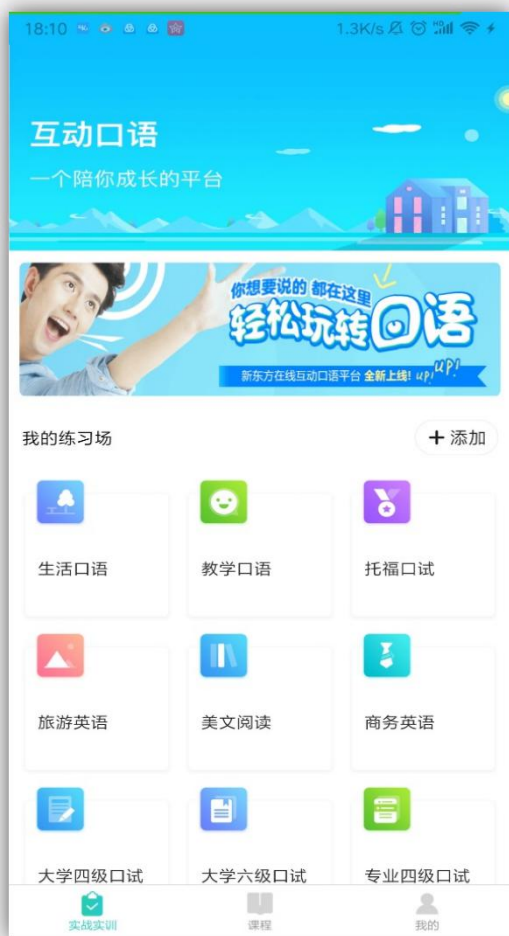 18:10 1.3K/s
互动口语
一个陪你成长的平台
你想要说的 都在这里
轻松玩转口语
新东方在线互动口语平台 全新上线! up! up!
我的练习场 + 添加
生活口语 教学口语 托福口试
旅游英语 美文阅读 商务英语
大学四级口试 大学六级口试 专业四级口试
实战实训 课程 我的